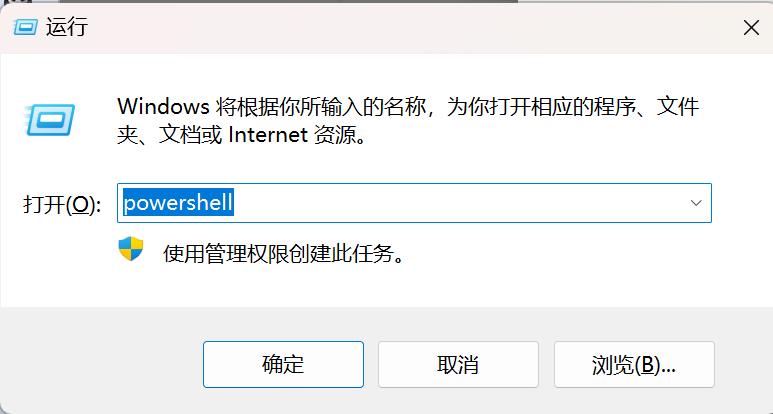 运行
Windows 将根据你所输入的名称，为你打开相应的程序、文件
夹、文档或 Internet 资源。
打开(O): powershell
使用管理权限创建此任务。
确定 取消 浏览(B)...